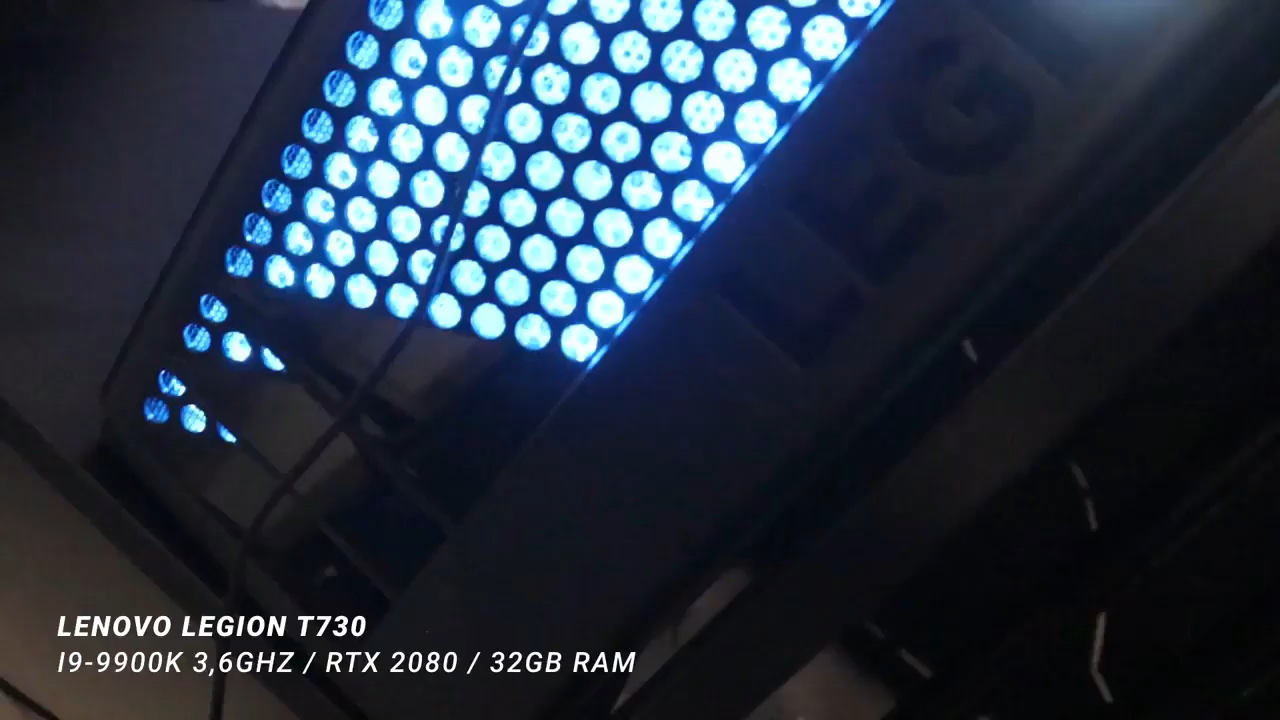 LENOVO LEGION T730
I9-9900K 3,6GHZ / RTX 2080 / 32GB RAM